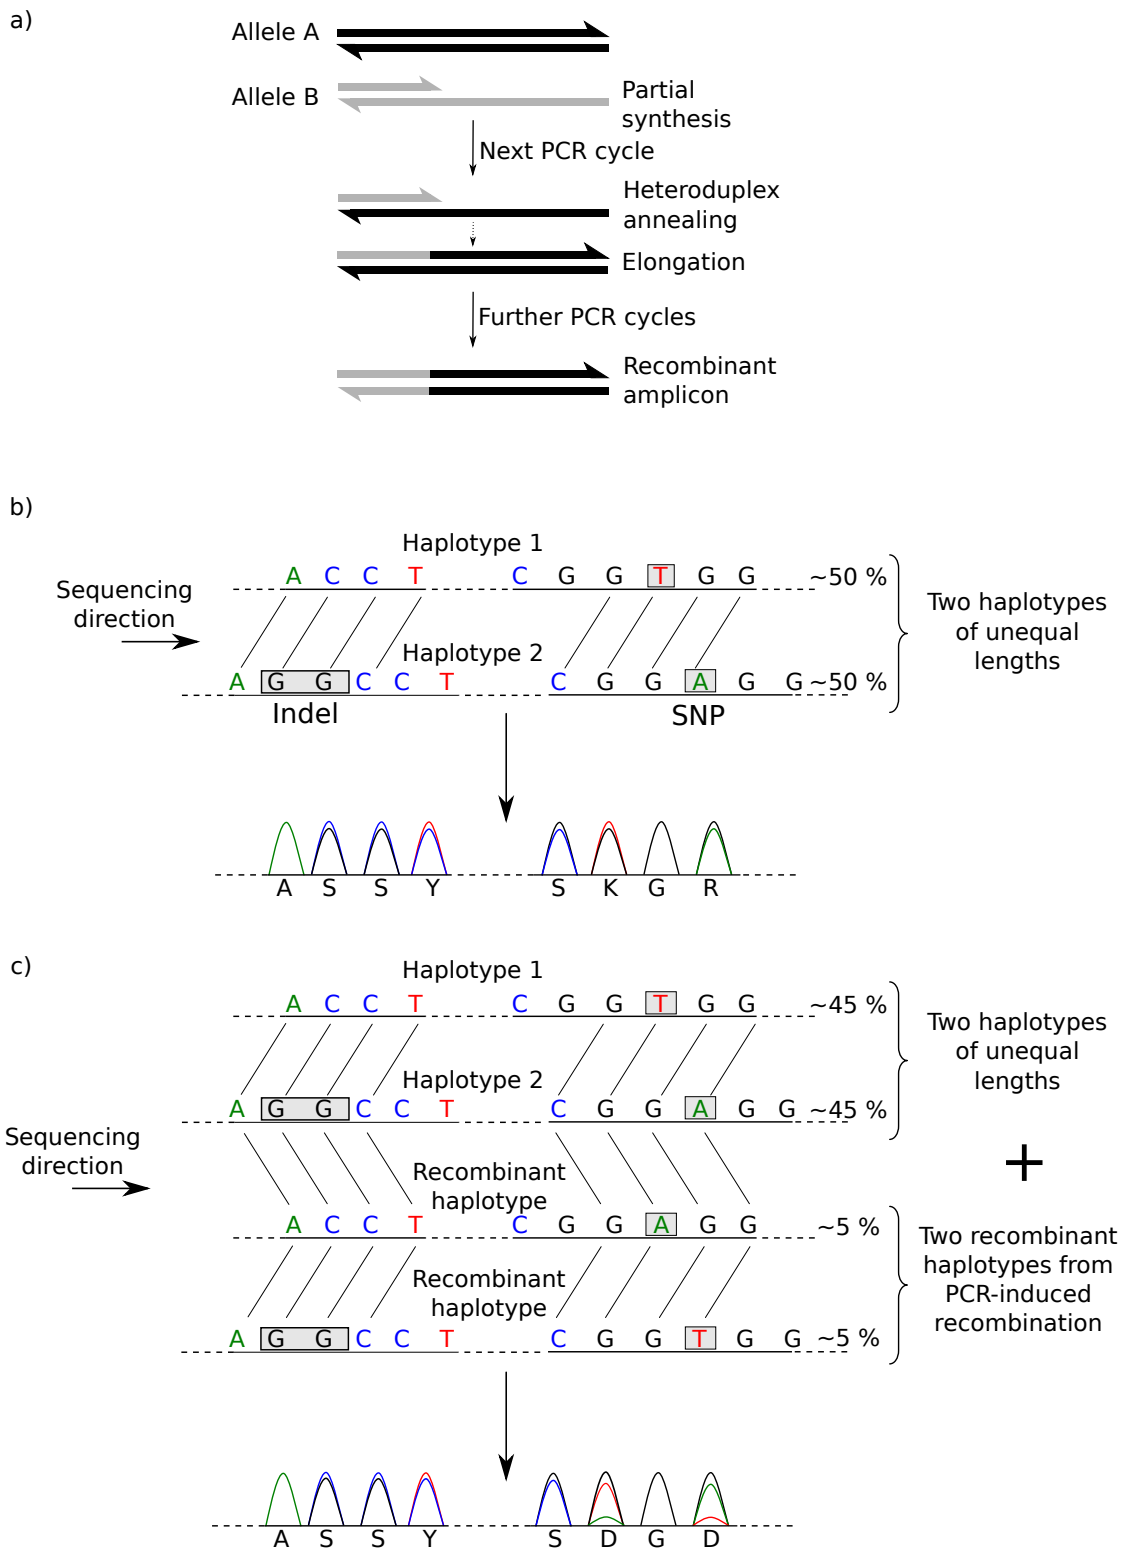 a)
Allele A
Allele B
Partial
synthesis
Next PCR cycle
Heteroduplex
annealing
Elongation
Further PCR cycles
Recombinant
amplicon
b)
Haplotype 1
A C C T C G G T G G ~50 %
Sequencing
direction
Two haplotypes
of unequal
lengths
Haplotype 2
A G G C C T C G G A G G ~50 %
Indel SNP
A S S Y S K G R
c)
Haplotype 1
A C C T C G G T G G ~45 %
Two haplotypes
of unequal
lengths
Haplotype 2
A G G C C T C G G A G G ~45 %
Sequencing
direction
+
Recombinant
haplotype
A C C T C G G A G G ~5 %
Two recombinant
haplotypes from
PCR-induced
recombination
Recombinant
haplotype
A G G C C T C G G T G G ~5 %
A S S Y S D G D